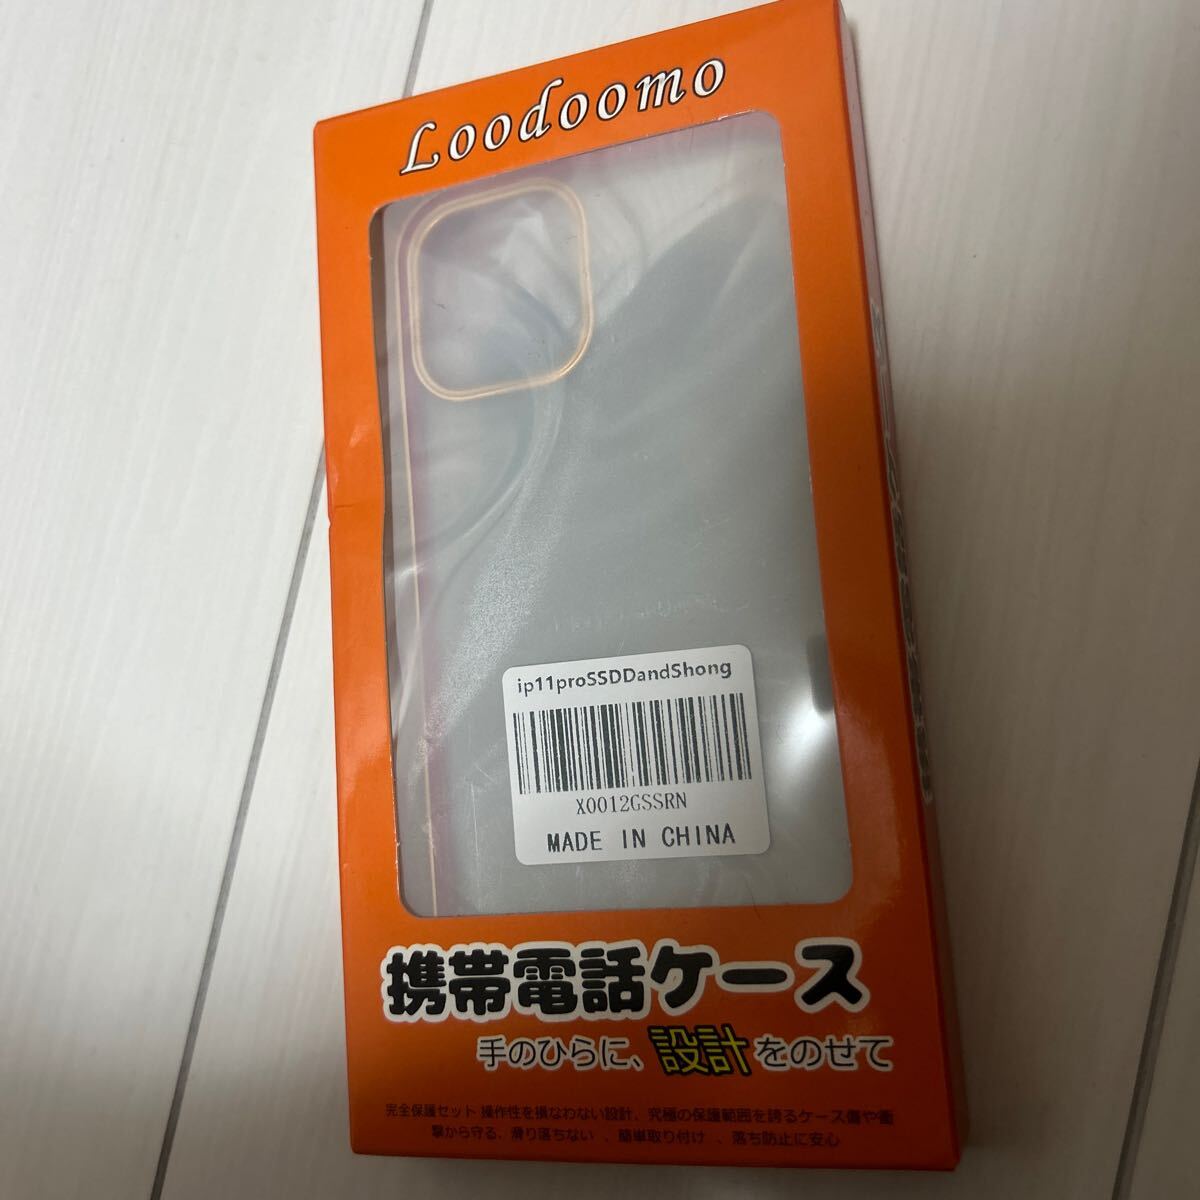 Loodoomo
ip11proSSDDandShong
X0012GSSRN
MADE IN CHINA
携帯電話ケース
手のひらに、設計をのせて
完全保護セット 操作性を損なわない設計、究極の保護範囲を誇るケース傷や衝
撃から守る、滑り落ちない 、簡単取り付け 、落ち防止に安心